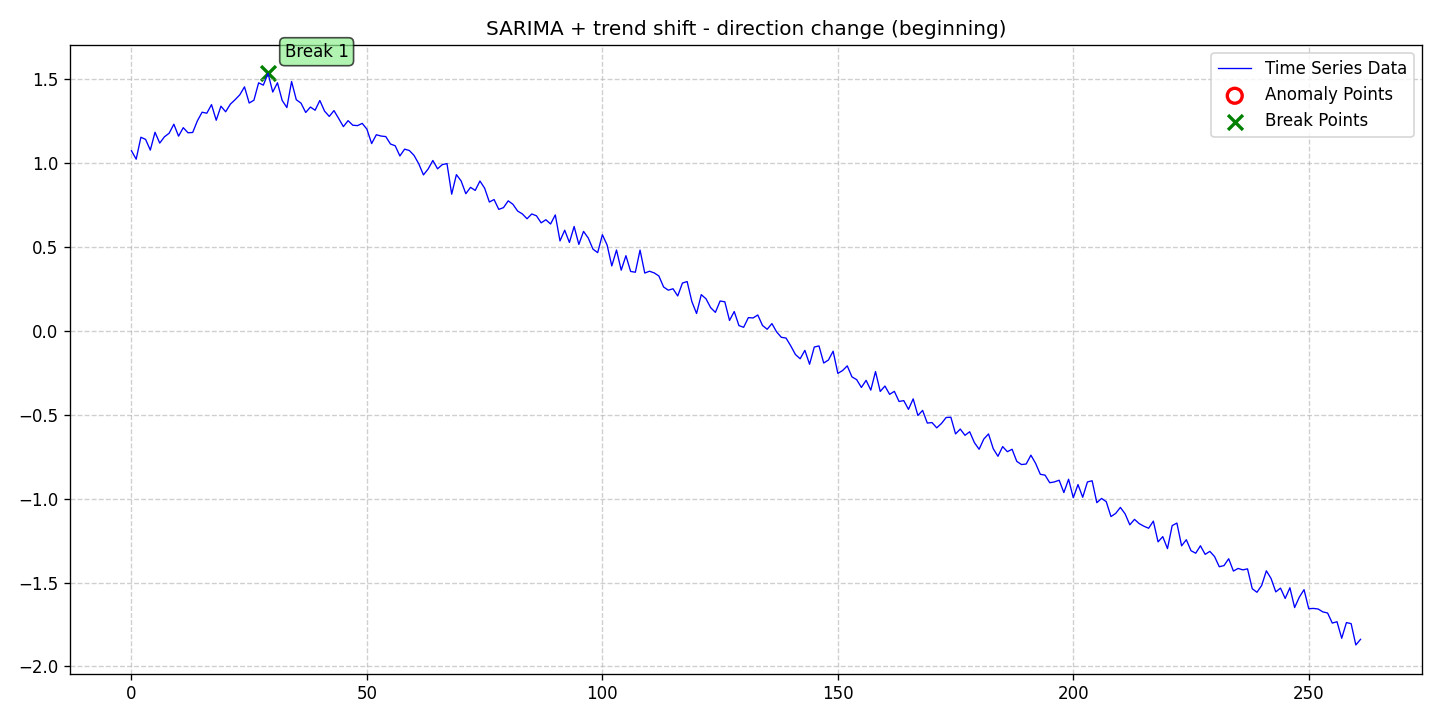 SARIMA + trend shift - direction change (beginning)
Break 1
Time Series Data
Anomaly Points
Break Points
1.5
1.0
0.5
0.0
−0.5
−1.0
−1.5
−2.0
0 50 100 150 200 250